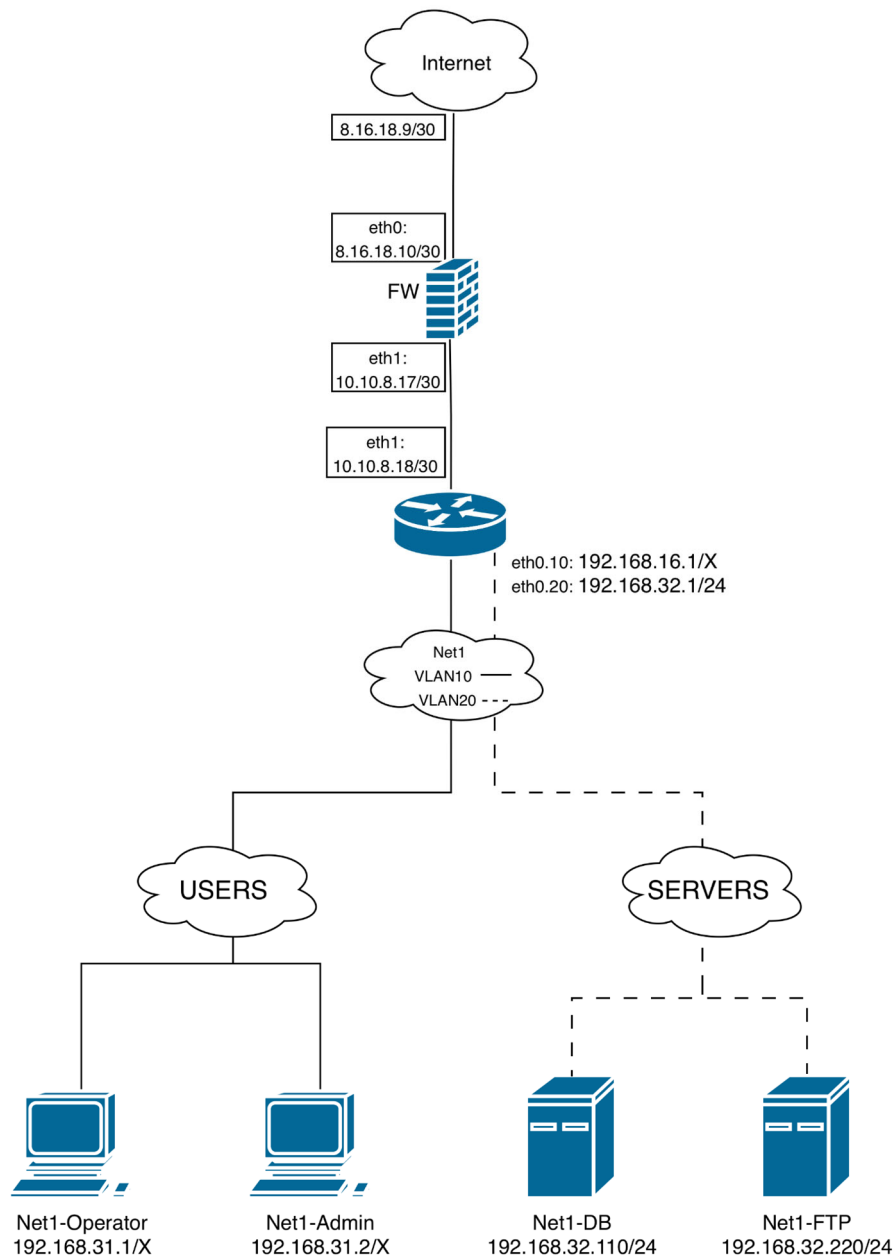 Internet
8.16.18.9/30
eth0:
8.16.18.10/30
FW
eth1:
10.10.8.17/30
eth1:
10.10.8.18/30
eth0.10: 192.168.16.1/X
eth0.20: 192.168.32.1/24
Net1
VLAN10
VLAN20
USERS
SERVERS
Net1-Operator
192.168.31.1/X
Net1-Admin
192.168.31.2/X
Net1-DB
192.168.32.110/24
Net1-FTP
192.168.32.220/24